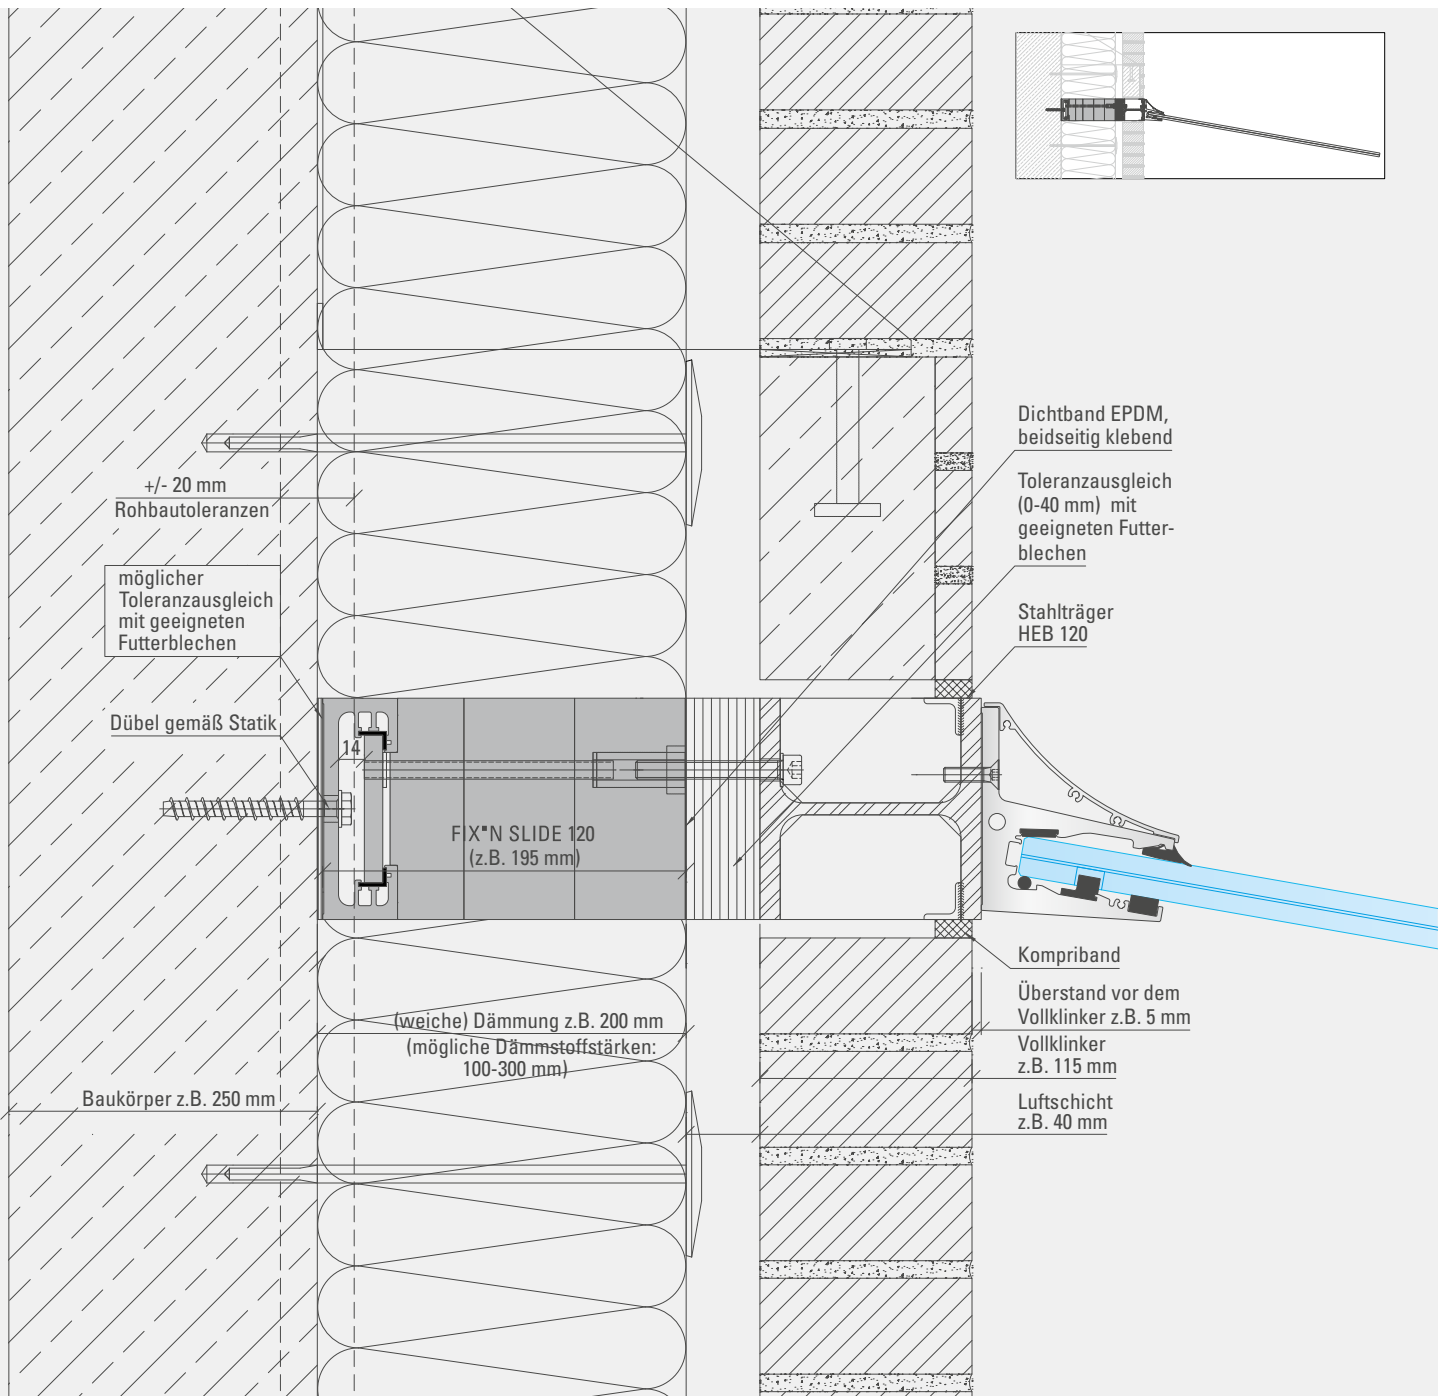 Dichtband EPDM,
beidseitig klebend
Toleranzausgleich
(0-40 mm) mit
geeigneten Futter-
blechen
Stahlträger
HEB 120
+/- 20 mm
Rohbautoleranzen
möglicher
Toleranzausgleich
mit geeigneten
Futterblechen
Dübel gemäß Statik
14
FIX"N SLIDE 120
(z.B. 195 mm)
Kompriband
Überstand vor dem
Vollklinker z.B. 5 mm
Vollklinker
z.B. 115 mm
Luftschicht
z.B. 40 mm
(weiche) Dämmung z.B. 200 mm
(mögliche Dämmstoffstärken:
100-300 mm)
Baukörper z.B. 250 mm